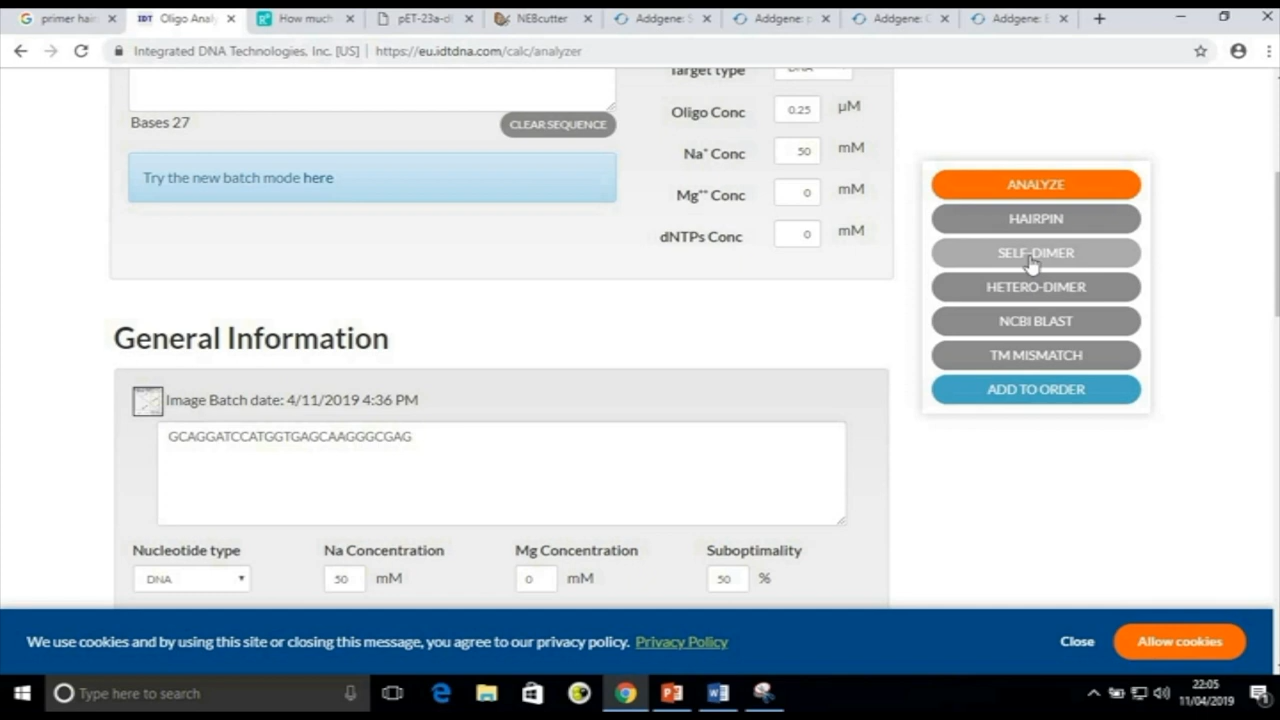 primer hair
IDT Oligo Anal
How much
pET-23a-d
NEBcutter
Addgene: S
Addgene: p
Addgene: C
Addgene: E
Integrated DNA Technologies, Inc. [US] | https://eu.idtdna.com/calc/analyzer
Target type
DNA
Bases 27
CLEAR SEQUENCE
Oligo Conc 0.25 µM
Na⁺ Conc 50 mM
Mg⁺⁺ Conc 0 mM
dNTPs Conc 0 mM
Try the new batch mode here
ANALYZE
HAIRPIN
SELF-DIMER
HETERO-DIMER
NCBI BLAST
TM MISMATCH
ADD TO ORDER
General Information
Image Batch date: 4/11/2019 4:36 PM
GCAGGATCCATGGTGAGCAAGGGCGAG
Nucleotide type Na Concentration Mg Concentration Suboptimality
DNA 50 mM 0 mM 50 %
We use cookies and by using this site or closing this message, you agree to our privacy policy. Privacy Policy
Close
Allow cookies
Type here to search
22:05
11/04/2019